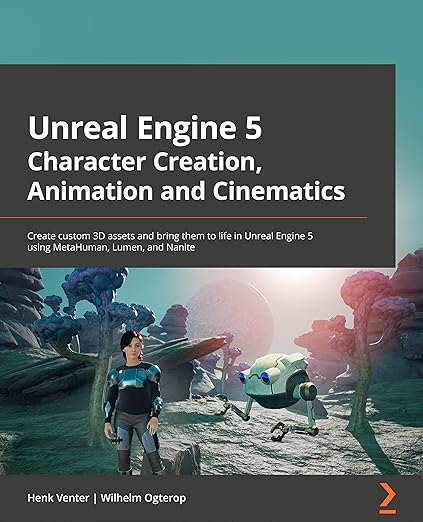 Unreal Engine 5
Character Creation,
Animation and Cinematics
Create custom 3D assets and bring them to life in Unreal Engine 5
using MetaHuman, Lumen, and Nanite
Henk Venter | Wilhelm Ogterop